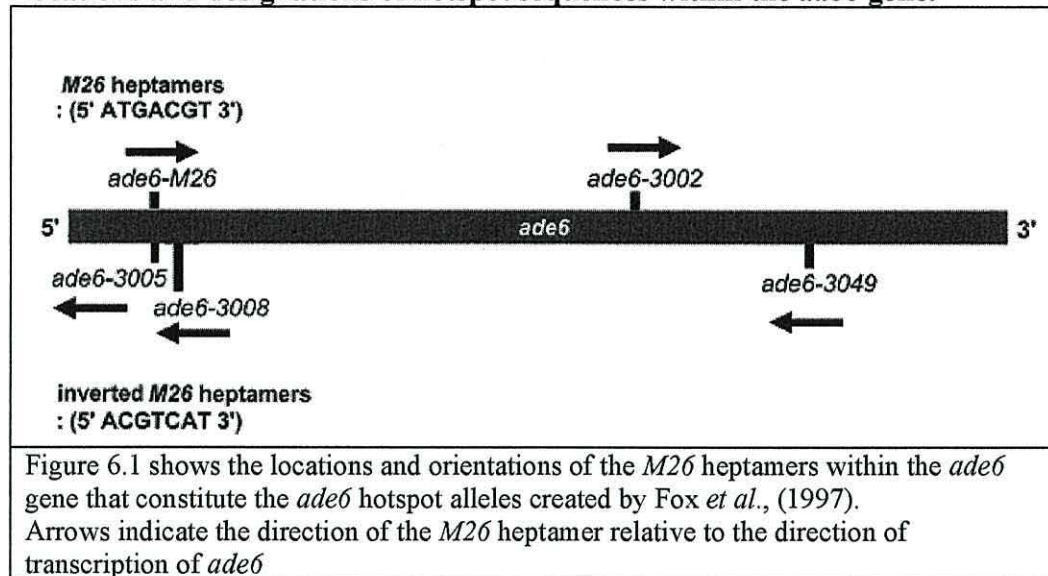 M26 heptamers
: (5' ATGACGT 3')
ade6-M26
ade6-3002
5'
ade6
3'
ade6-3005
ade6-3008
ade6-3049
inverted M26 heptamers
: (5' ACGTCAT 3')
Figure 6.1 shows the locations and orientations of the M26 heptamers within the ade6
gene that constitute the ade6 hotspot alleles created by Fox et al., (1997).
Arrows indicate the direction of the M26 heptamer relative to the direction of
transcription of ade6